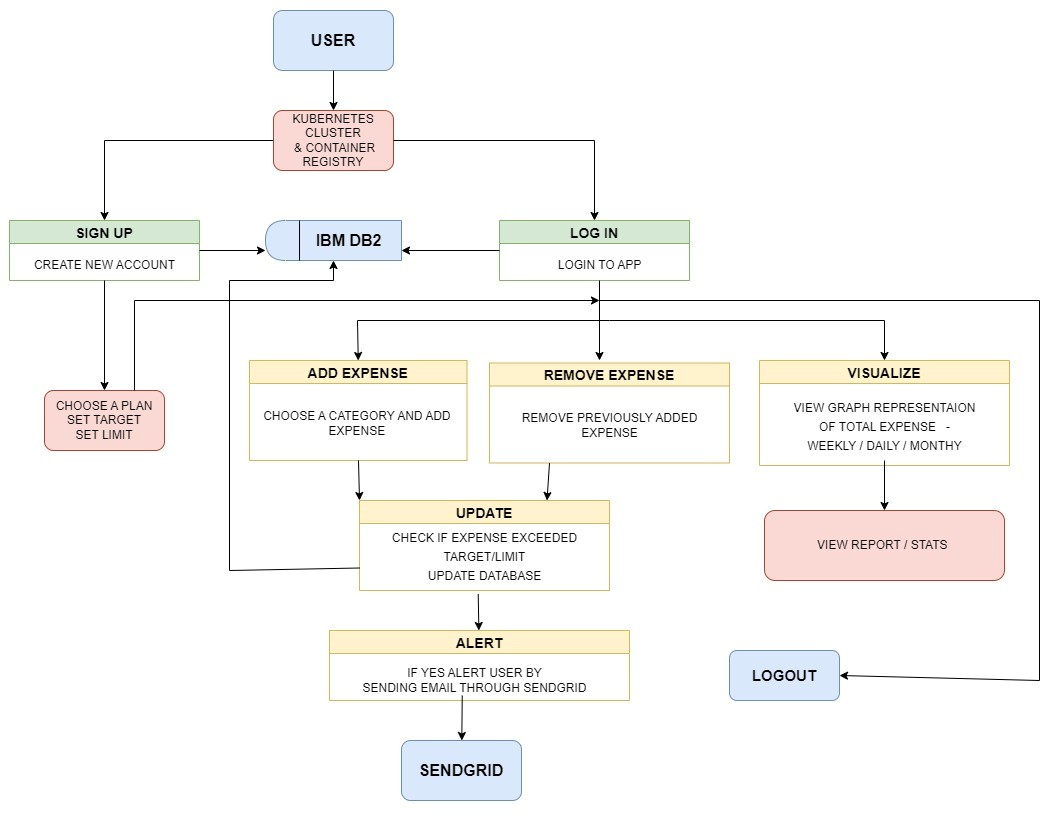 USER
KUBERNETES
CLUSTER
& CONTAINER
REGISTRY
SIGN UP
CREATE NEW ACCOUNT
IBM DB2
LOG IN
LOGIN TO APP
CHOOSE A PLAN
SET TARGET
SET LIMIT
ADD EXPENSE
CHOOSE A CATEGORY AND ADD
EXPENSE
REMOVE EXPENSE
REMOVE PREVIOUSLY ADDED
EXPENSE
VISUALIZE
VIEW GRAPH REPRESENTAION
OF TOTAL EXPENSE -
WEEKLY / DAILY / MONTHY
UPDATE
CHECK IF EXPENSE EXCEEDED
TARGET/LIMIT
UPDATE DATABASE
VIEW REPORT / STATS
ALERT
IF YES ALERT USER BY
SENDING EMAIL THROUGH SENDGRID
LOGOUT
SENDGRID